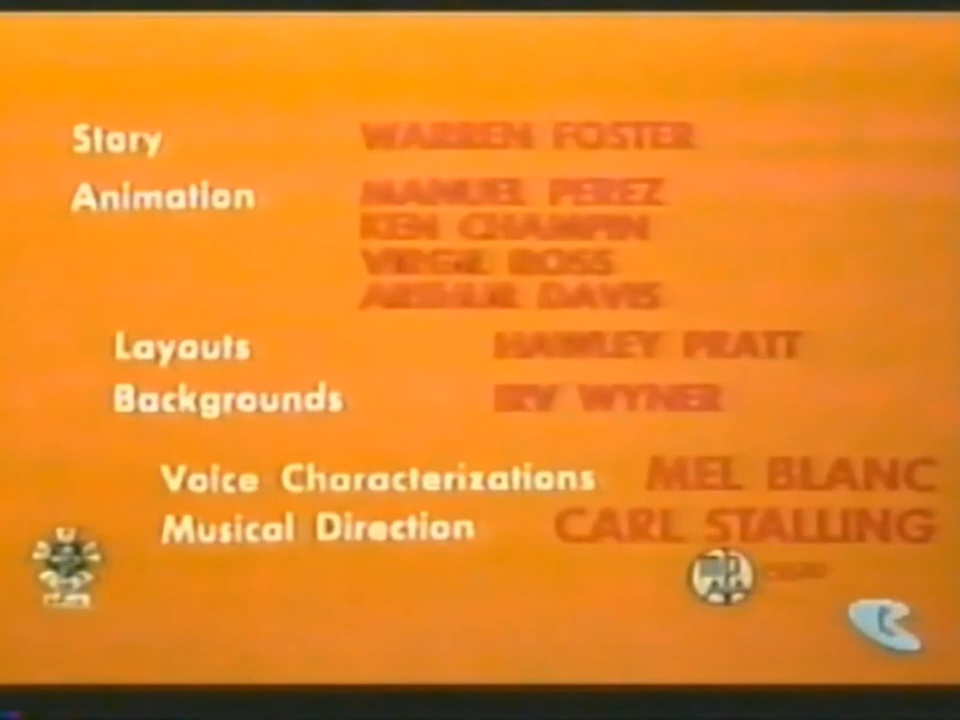 Story WARREN FOSTER
Animation MANUEL PEREZ
KEN CHAMPIN
VIRGIL ROSS
ARTHUR DAVIS
Layouts HAWLEY PRATT
Backgrounds IRV WYNER
Voice Characterizations MEL BLANC
Musical Direction CARL STALLING